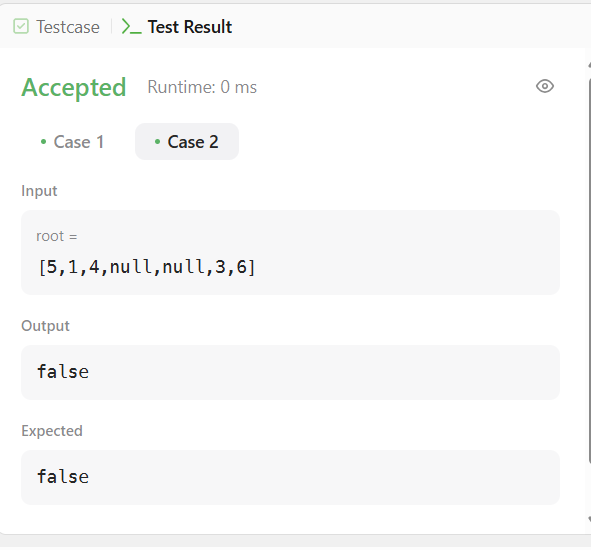 Testcase
Test Result
Accepted
Runtime: 0 ms
Case 1
Case 2
Input
root =
[5,1,4,null,null,3,6]
Output
false
Expected
false